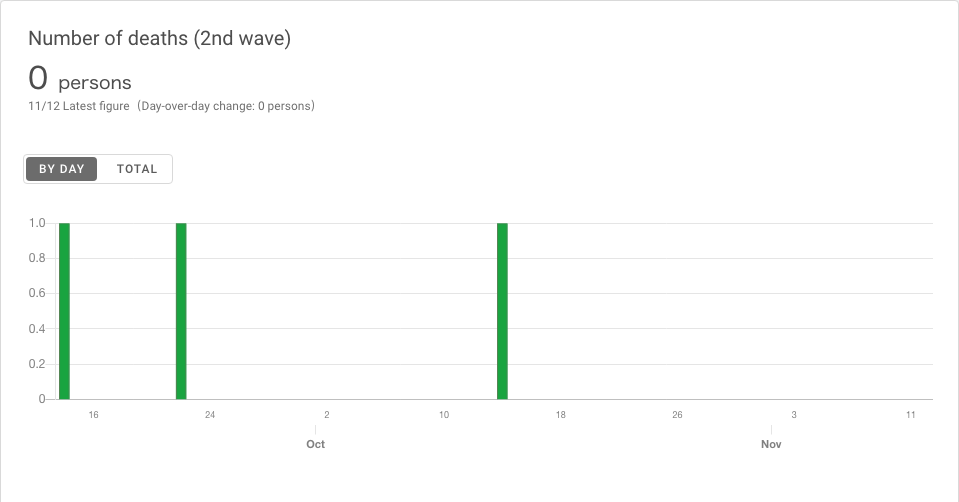 Number of deaths (2nd wave)
0 persons
11/12 Latest figure (Day-over-day change: 0 persons)
BY DAY TOTAL
1.0
0.8
0.6
0.4
0.2
0
16 24 2 10 18 26 3 11
Oct Nov